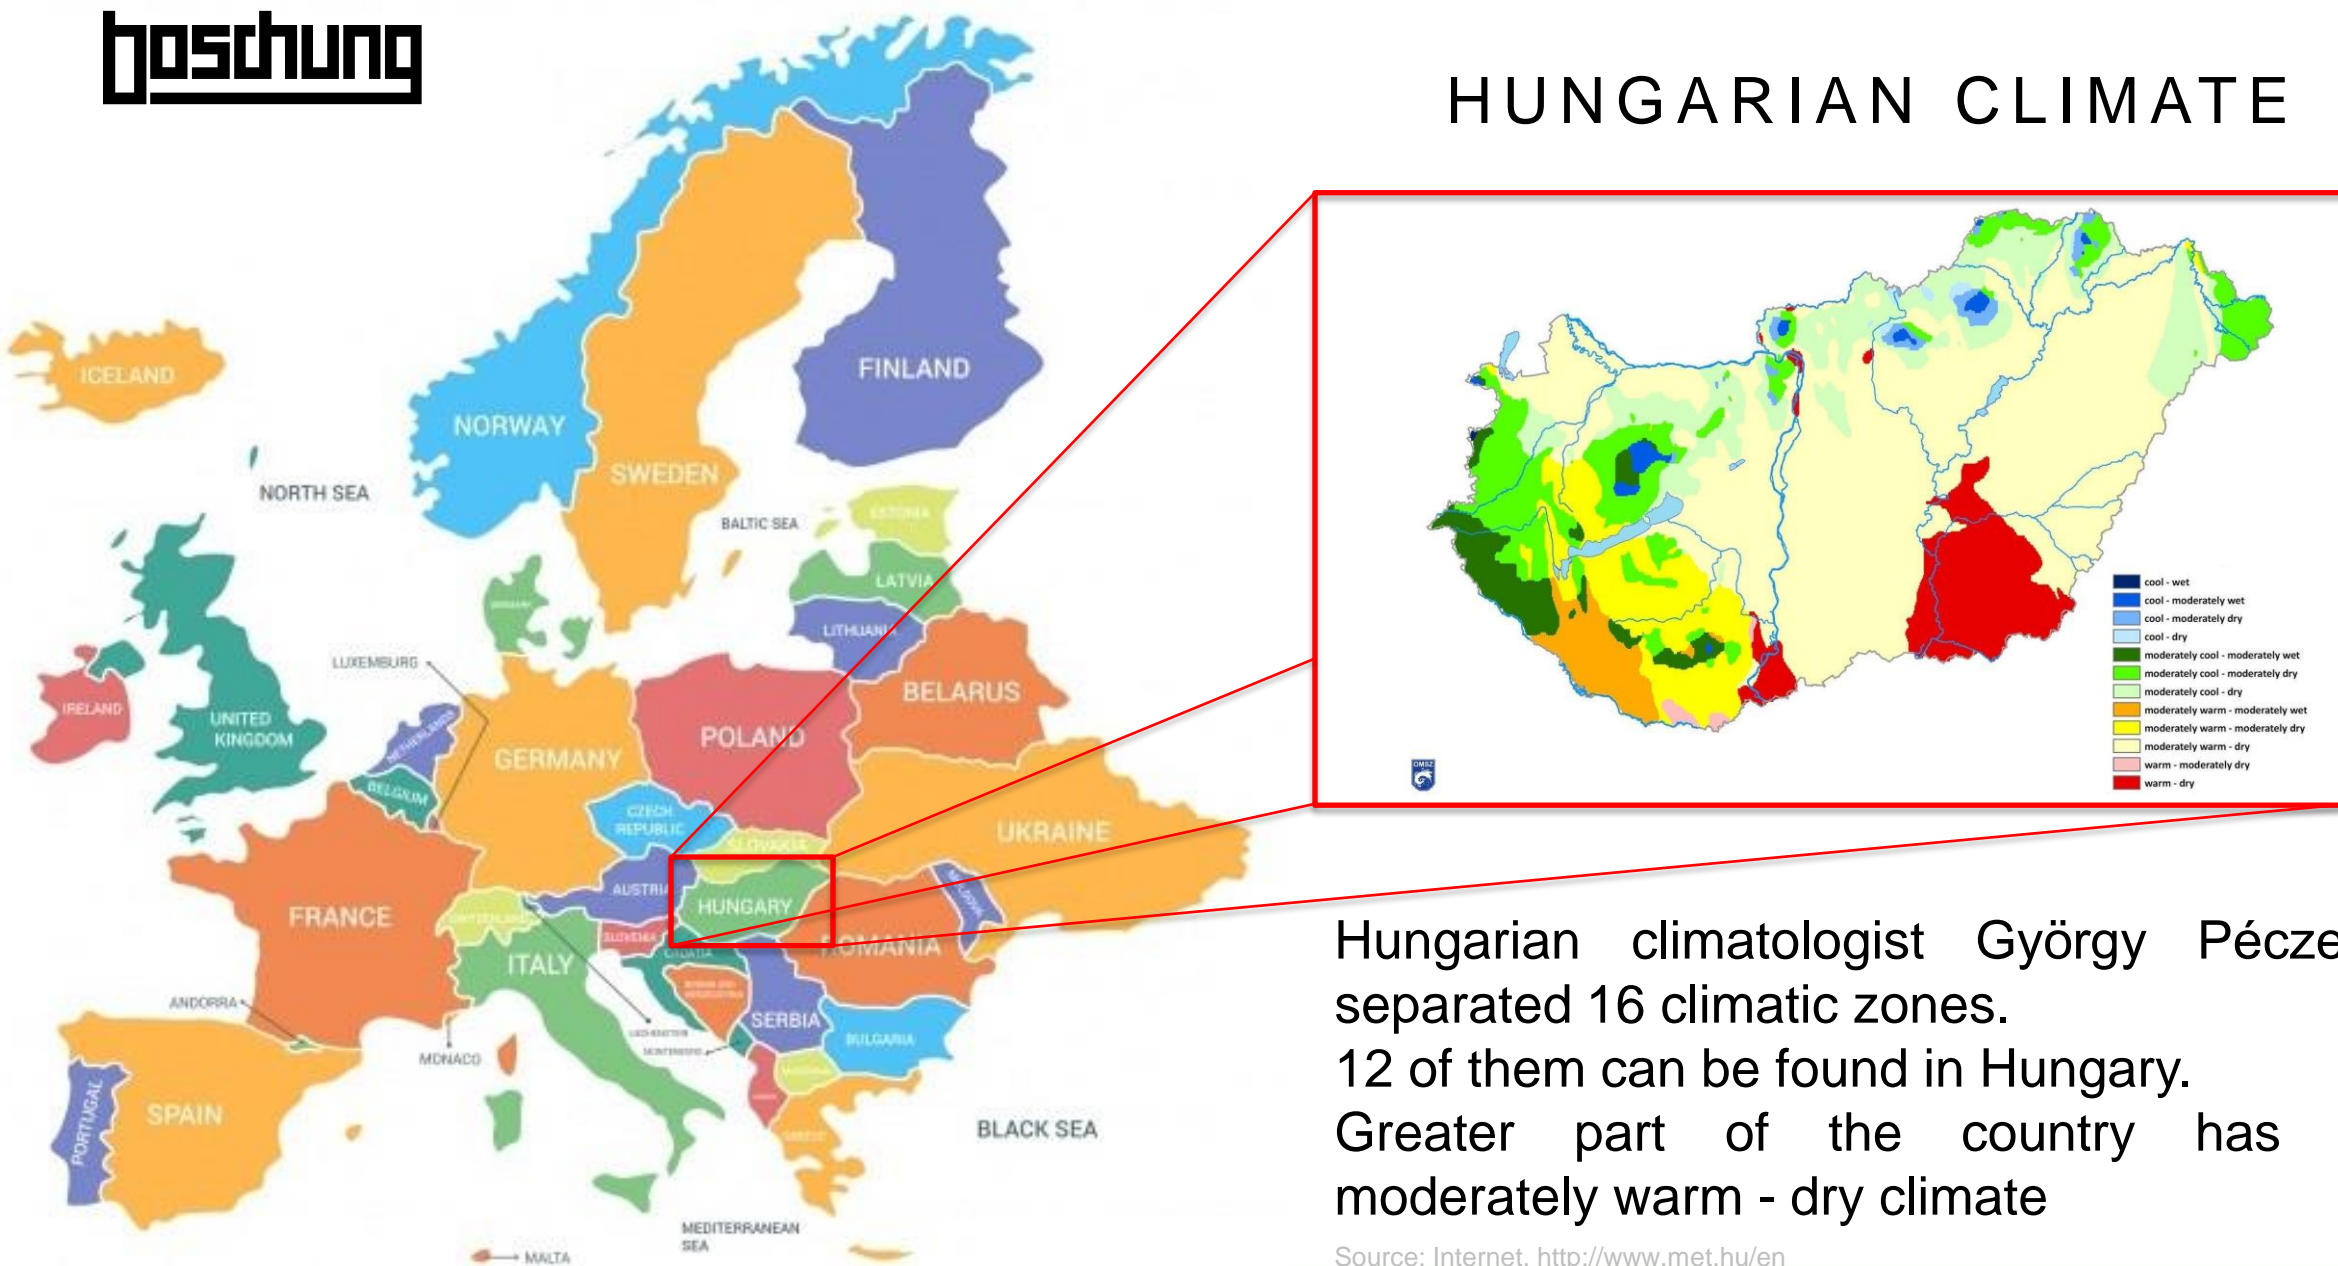 boschung
HUNGARIAN CLIMATE
ICELAND
FINLAND
NORWAY
SWEDEN
NORTH SEA
BALTIC SEA
ESTONIA
LATVIA
LITHUANIA
LUXEMBURG
BELARUS
IRELAND
UNITED
KINGDOM
NETHERLANDS
POLAND
GERMANY
BELGIUM
CZECH
REPUBLIC
UKRAINE
SLOVAKIA
AUSTRIA
HUNGARY
MOLDOVA
FRANCE
SWITZERLAND
SLOVENIA
ROMANIA
CROATIA
ITALY
ANDORRA
SERBIA
BULGARIA
MONTENEGRO
MONACO
PORTUGAL
SPAIN
GREECE
BLACK SEA
MEDITERRANEAN
SEA
MALTA
cool - wet
cool - moderately wet
cool - moderately dry
cool - dry
moderately cool - moderately wet
moderately cool - moderately dry
moderately cool - dry
moderately warm - moderately wet
moderately warm - moderately dry
moderately warm - dry
warm - moderately dry
warm - dry
OMSZ
Hungarian climatologist György Pécze
separated 16 climatic zones.
12 of them can be found in Hungary.
Greater part of the country has
moderately warm - dry climate
Source: Internet, http://www.met.hu/en